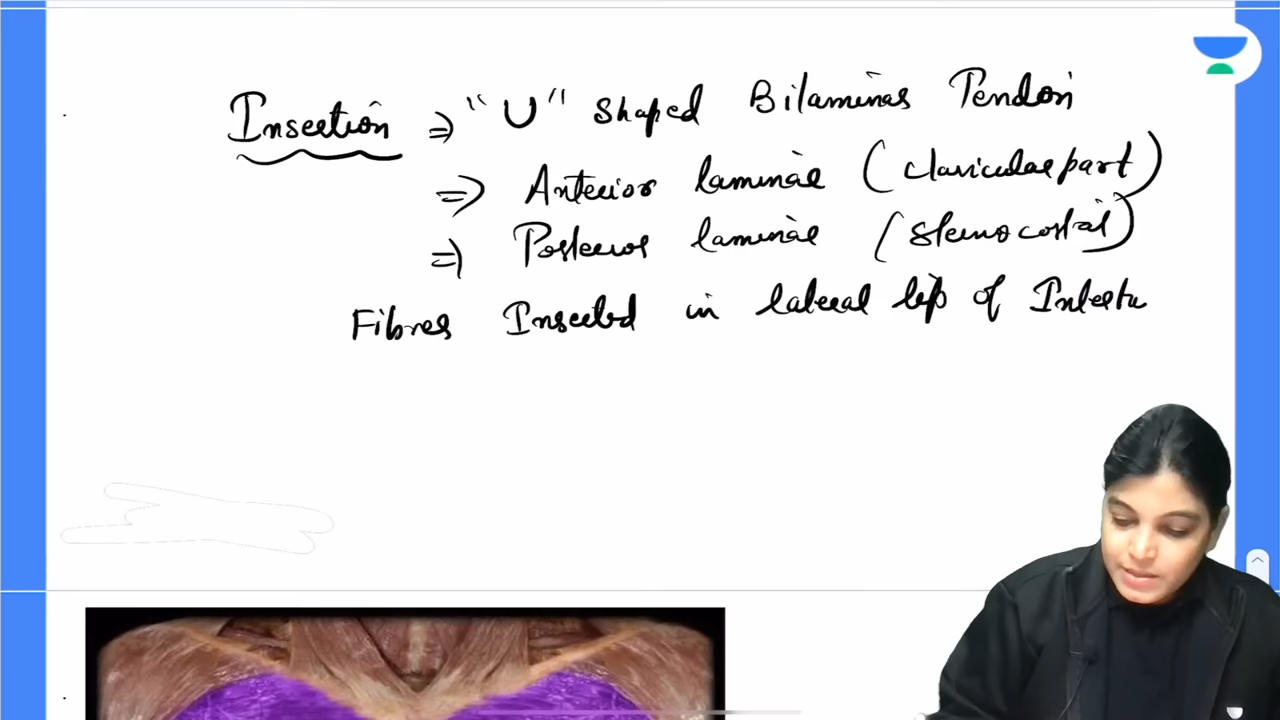 Insertion ⇒ "U" shaped Bilaminar Tendon
⇒ Anterior laminae (clavicular part)
⇒ Posterior laminae (sternocostal)
Fibres Inserted in lateral lip of Intertu